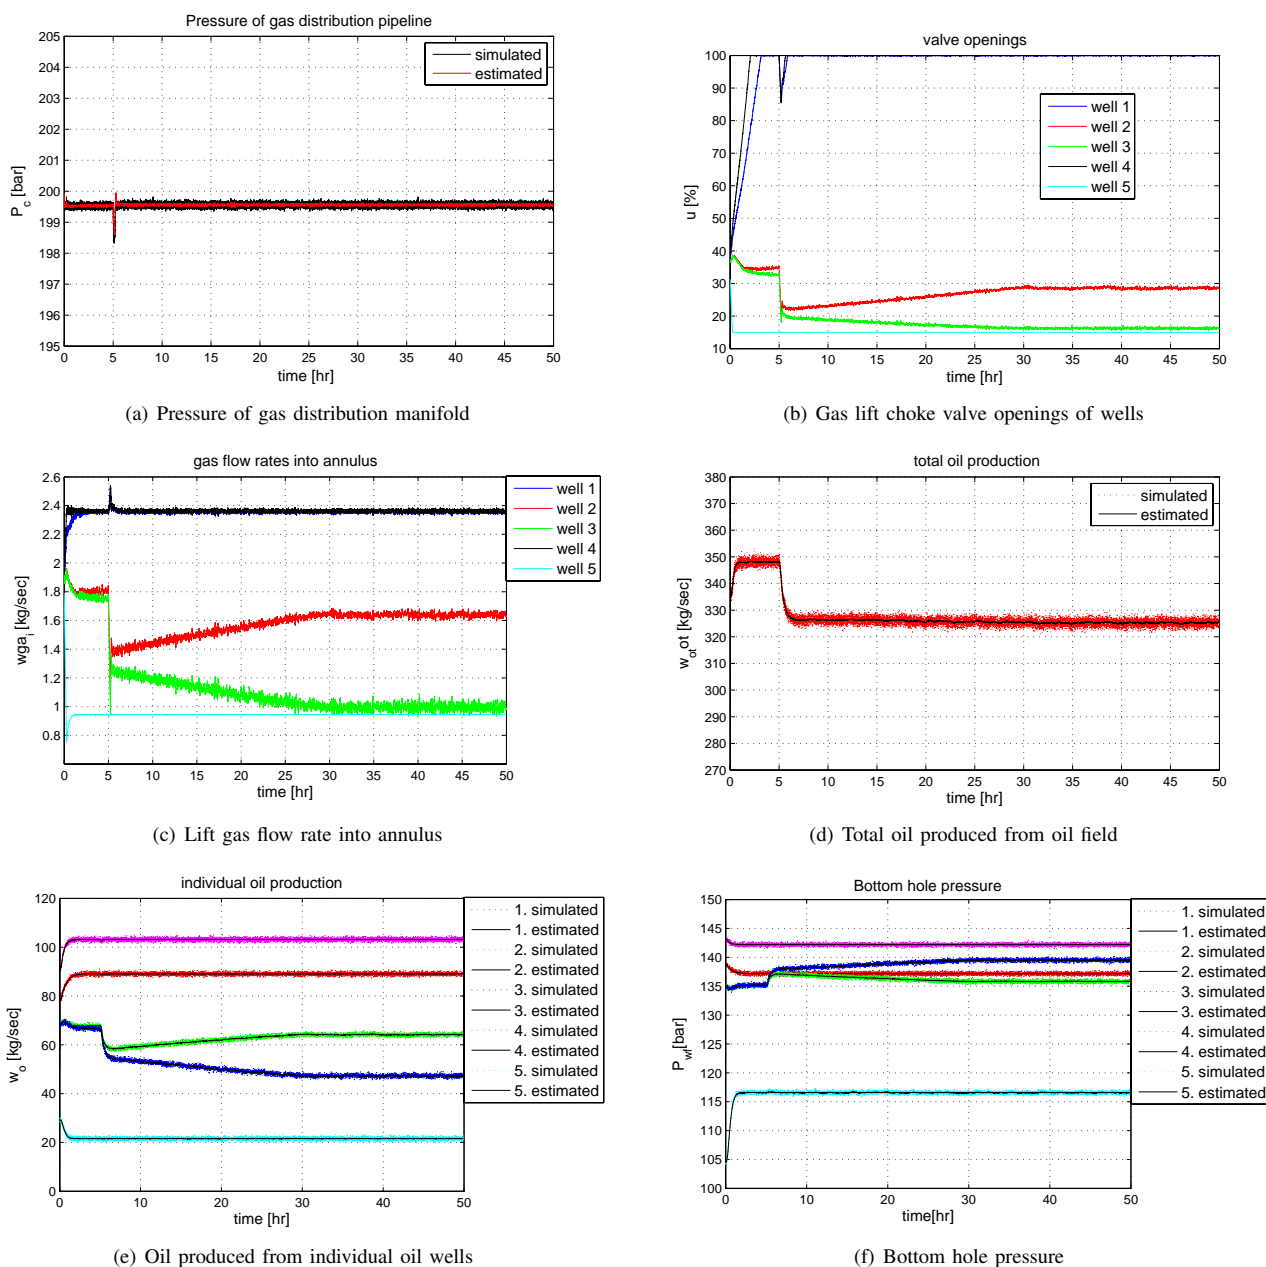 Pressure of gas distribution pipeline
205
204
203
202
201
200
199
198
197
196
195
P_c [bar]
simulated
estimated
0 5 10 15 20 25 30 35 40 45 50
time [hr]
(a) Pressure of gas distribution manifold
valve openings
100
90
80
70
60
50
40
30
20
10
u [%]
well 1
well 2
well 3
well 4
well 5
0 5 10 15 20 25 30 35 40 45 50
time [hr]
(b) Gas lift choke valve openings of wells
gas flow rates into annulus
2.6
2.4
2.2
2
1.8
1.6
1.4
1.2
1
0.8
wga_i [kg/sec]
well 1
well 2
well 3
well 4
well 5
0 5 10 15 20 25 30 35 40 45 50
time [hr]
(c) Lift gas flow rate into annulus
total oil production
380
370
360
350
340
330
320
310
300
290
280
270
w_ot ot [kg/sec]
simulated
estimated
0 5 10 15 20 25 30 35 40 45 50
time [hr]
(d) Total oil produced from oil field
individual oil production
120
100
80
60
40
20
0
w_o [kg/sec]
1. simulated
1. estimated
2. simulated
2. estimated
3. simulated
3. estimated
4. simulated
4. estimated
5. simulated
5. estimated
0 10 20 30 40 50
time [hr]
(e) Oil produced from individual oil wells
Bottom hole pressure
150
145
140
135
130
125
120
115
110
105
100
P_wf [bar]
1. simulated
1. estimated
2. simulated
2. estimated
3. simulated
3. estimated
4. simulated
4. estimated
5. simulated
5. estimated
0 10 20 30 40 50
time[hr]
(f) Bottom hole pressure